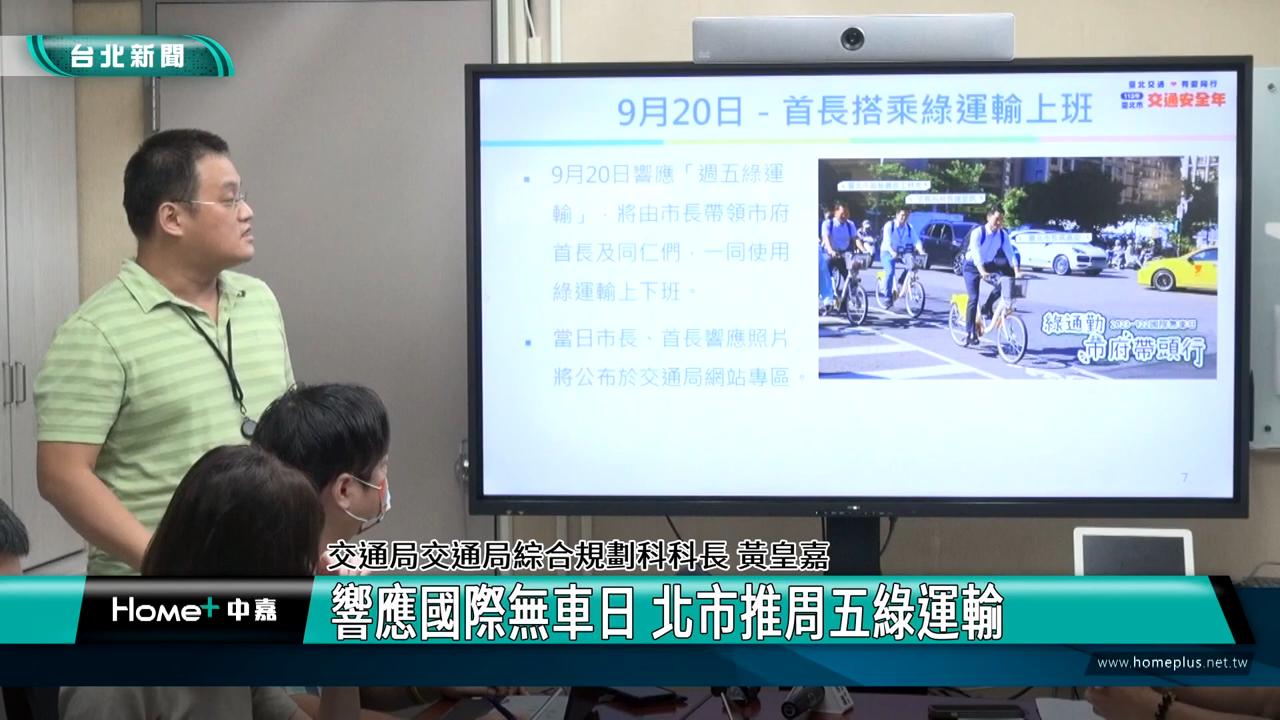 台北新聞
臺北交通 ❤ 有愛同行
113年
臺北市
交通安全年
9月20日 - 首長搭乘綠運輸上班
▪ 9月20日響應「週五綠運
輸」，將由市長帶領市府
首長及同仁們，一同使用
綠運輸上下班。
▪ 當日市長、首長響應照片
將公布於交通局網站專區。
綠通勤
市府帶頭行
7
交通局交通局綜合規劃科科長 黃皇嘉
Home+ 中嘉
響應國際無車日 北市推周五綠運輸
www.homeplus.net.tw